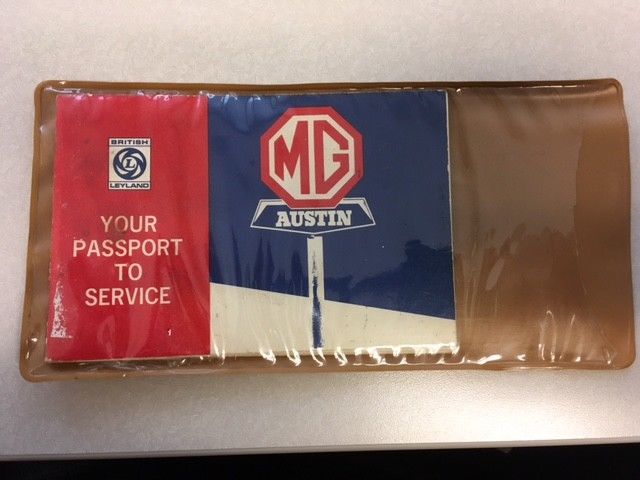 BRITISH
L
LEYLAND
YOUR
PASSPORT
TO
SERVICE
MG
AUSTIN